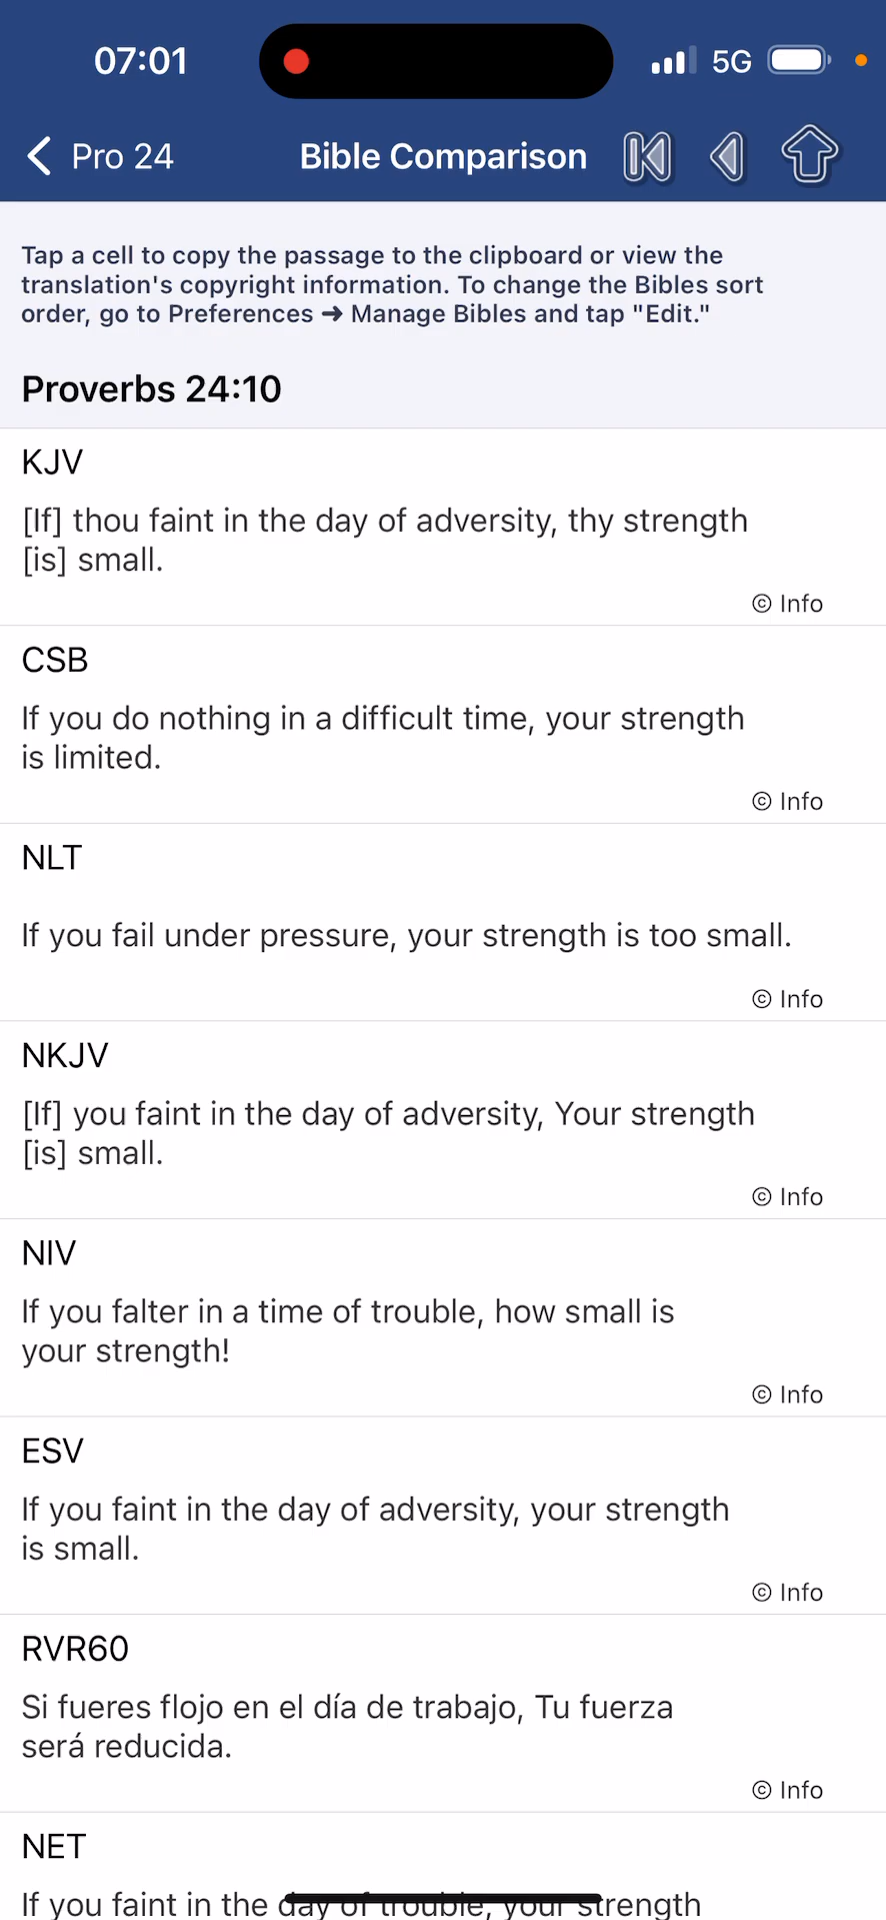 07:01
5G
Pro 24
Bible Comparison
Tap a cell to copy the passage to the clipboard or view the
translation's copyright information. To change the Bibles sort
order, go to Preferences → Manage Bibles and tap "Edit."
Proverbs 24:10
KJV
[If] thou faint in the day of adversity, thy strength
[is] small.
© Info
CSB
If you do nothing in a difficult time, your strength
is limited.
© Info
NLT
If you fail under pressure, your strength is too small.
© Info
NKJV
[If] you faint in the day of adversity, Your strength
[is] small.
© Info
NIV
If you falter in a time of trouble, how small is
your strength!
© Info
ESV
If you faint in the day of adversity, your strength
is small.
© Info
RVR60
Si fueres flojo en el día de trabajo, Tu fuerza
será reducida.
© Info
NET
If you faint in the day of trouble, your strength